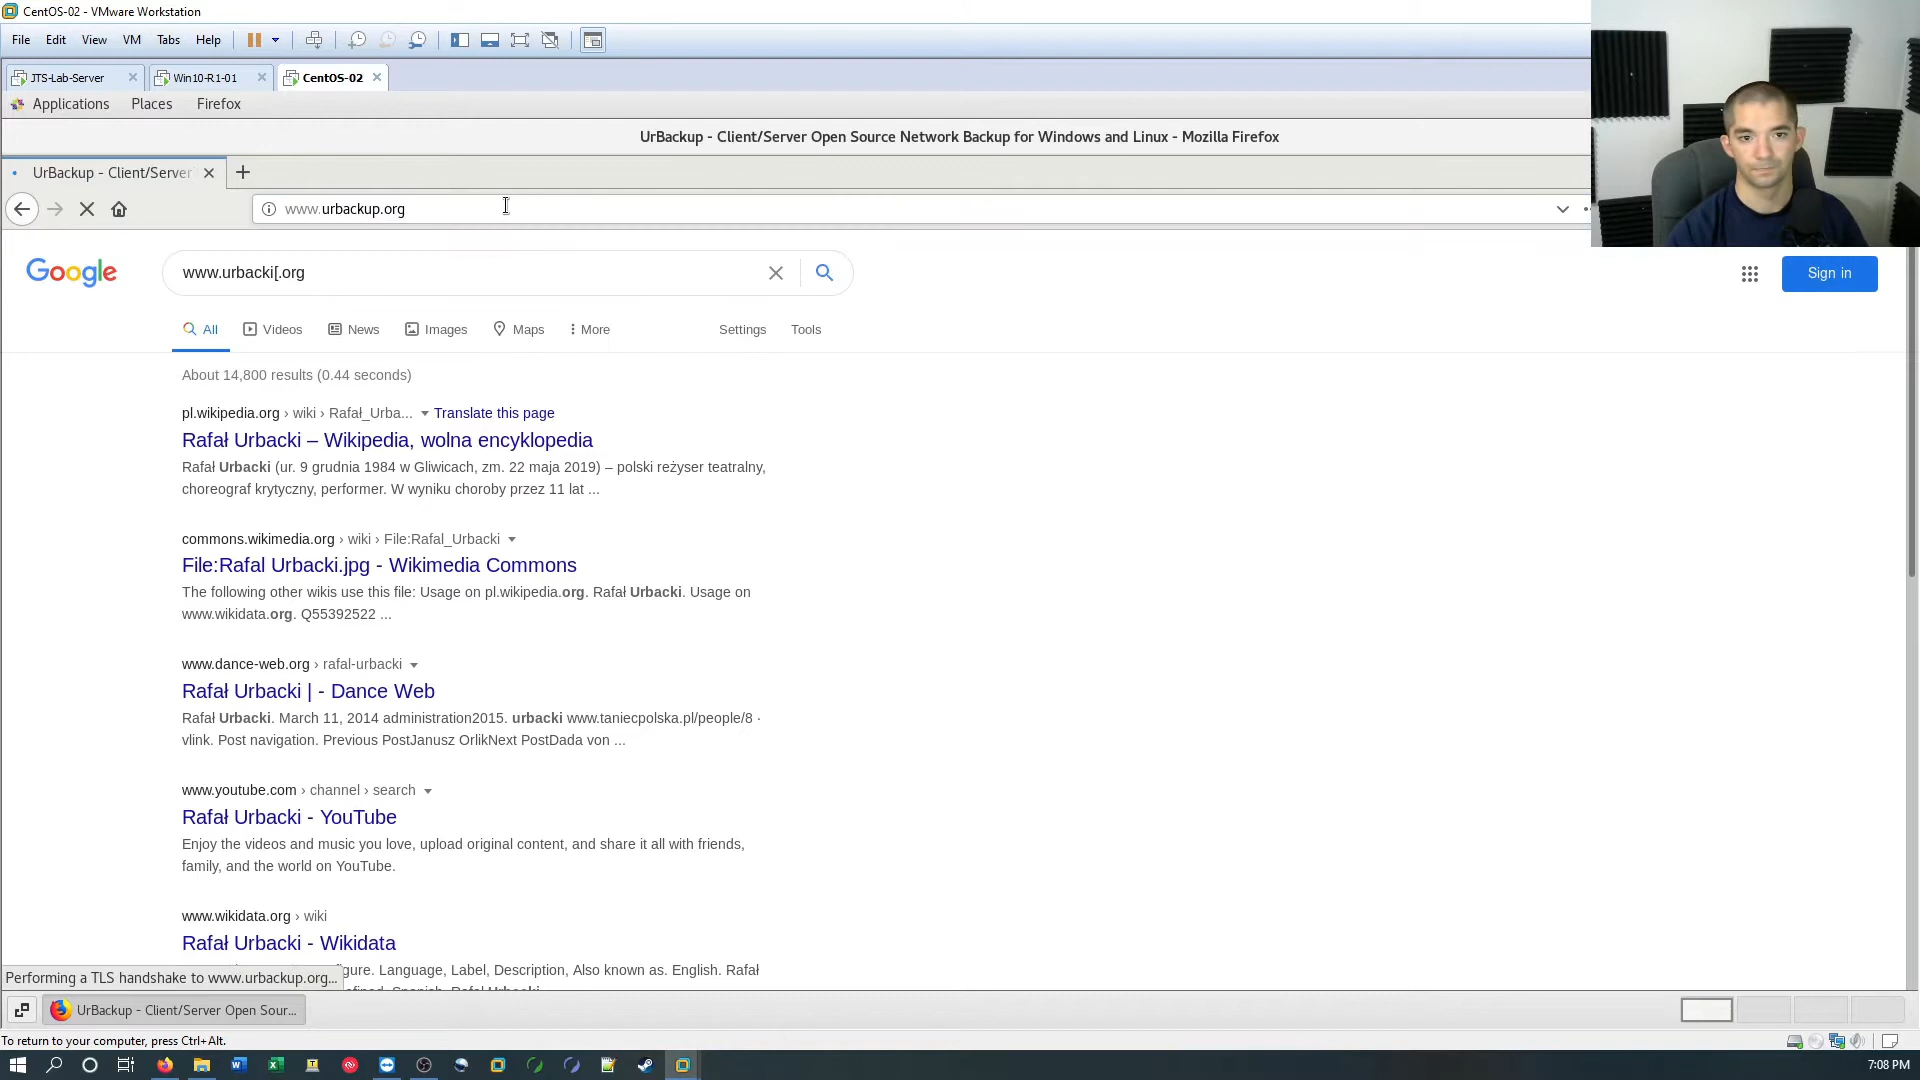 CentOS-02 - VMware Workstation
File Edit View VM Tabs Help
JTS-Lab-Server Win10-R1-01 CentOS-02
Applications Places Firefox
UrBackup - Client/Server Open Source Network Backup for Windows and Linux - Mozilla Firefox
UrBackup - Client/Server
www.urbackup.org
Google www.urbacki[.org Sign in
All Videos News Images Maps More Settings Tools
About 14,800 results (0.44 seconds)
pl.wikipedia.org › wiki › Rafał_Urba... Translate this page
Rafał Urbacki – Wikipedia, wolna encyklopedia
Rafał Urbacki (ur. 9 grudnia 1984 w Gliwicach, zm. 22 maja 2019) – polski reżyser teatralny,
choreograf krytyczny, performer. W wyniku choroby przez 11 lat ...
commons.wikimedia.org › wiki › File:Rafal_Urbacki
File:Rafal Urbacki.jpg - Wikimedia Commons
The following other wikis use this file: Usage on pl.wikipedia.org. Rafał Urbacki. Usage on
www.wikidata.org. Q55392522 ...
www.dance-web.org › rafal-urbacki
Rafał Urbacki | - Dance Web
Rafał Urbacki. March 11, 2014 administration2015. urbacki www.taniecpolska.pl/people/8 ·
vlink. Post navigation. Previous PostJanusz OrlikNext PostDada von ...
www.youtube.com › channel › search
Rafał Urbacki - YouTube
Enjoy the videos and music you love, upload original content, and share it all with friends,
family, and the world on YouTube.
www.wikidata.org › wiki
Rafał Urbacki - Wikidata
Language, Label, Description, Also known as. English. Rafał
Performing a TLS handshake to www.urbackup.org...
UrBackup - Client/Server Open Sour...
To return to your computer, press Ctrl+Alt.
7:08 PM